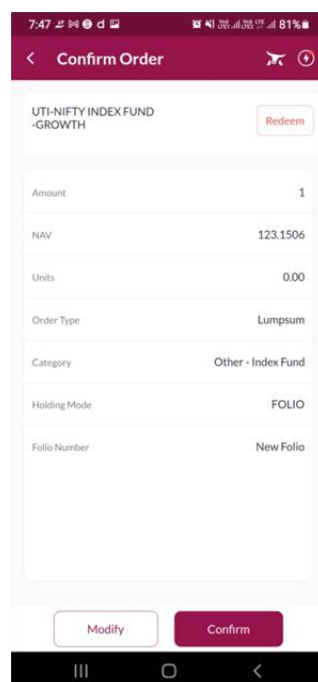 7:47 81%
Confirm Order
UTI-NIFTY INDEX FUND
-GROWTH
Redeem
Amount 1
NAV 123.1506
Units 0.00
Order Type Lumpsum
Category Other - Index Fund
Holding Mode FOLIO
Folio Number New Folio
Modify Confirm